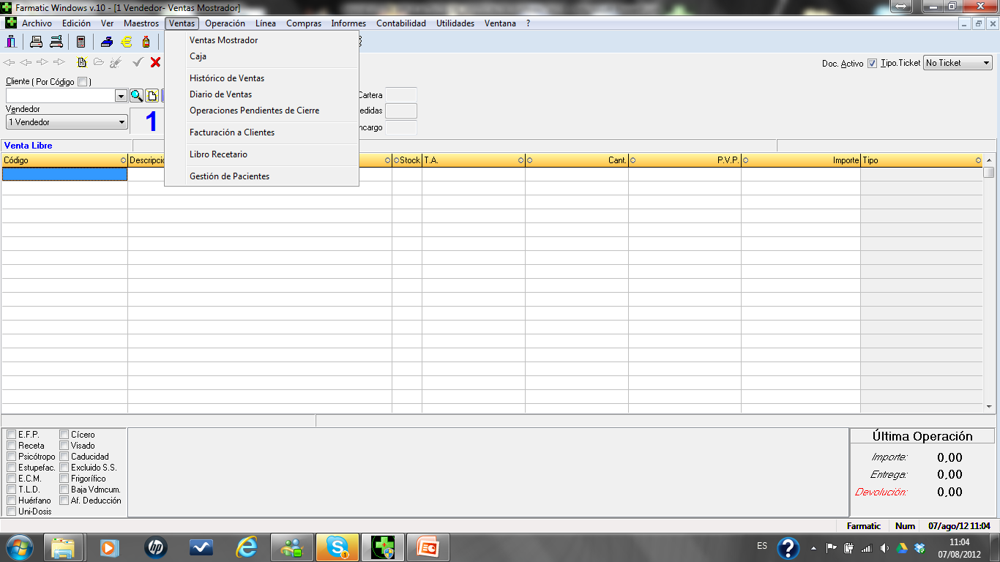 Farmatic Windows v.10 - [1 Vendedor- Ventas Mostrador]
Archivo Edición Ver Maestros Ventas Operación Línea Compras Informes Contabilidad Utilidades Ventana ?
Ventas Mostrador
Caja
Histórico de Ventas
Diario de Ventas
Operaciones Pendientes de Cierre
Facturación a Clientes
Libro Recetario
Gestión de Pacientes
Doc. Activo Tipo.Ticket No Ticket
Cliente ( Por Código )
Cartera
Vendedor
edidas
1 Vendedor
1
ncargo
Venta Libre
Código Descripcio Stock T.A. Cant. P.V.P. Importe Tipo
E.F.P. Cícero
Receta Visado
Psicótropo Caducidad
Estupefac. Excluido S.S.
E.C.M. Frigorífico
T.L.D. Baja Vdmcum.
Huérfano Af. Deducción
Uni-Dosis
Última Operación
Importe: 0,00
Entrega: 0,00
Devolución: 0,00
Farmatic Num 07/ago/12 11:04
ES
11:04
07/08/2012